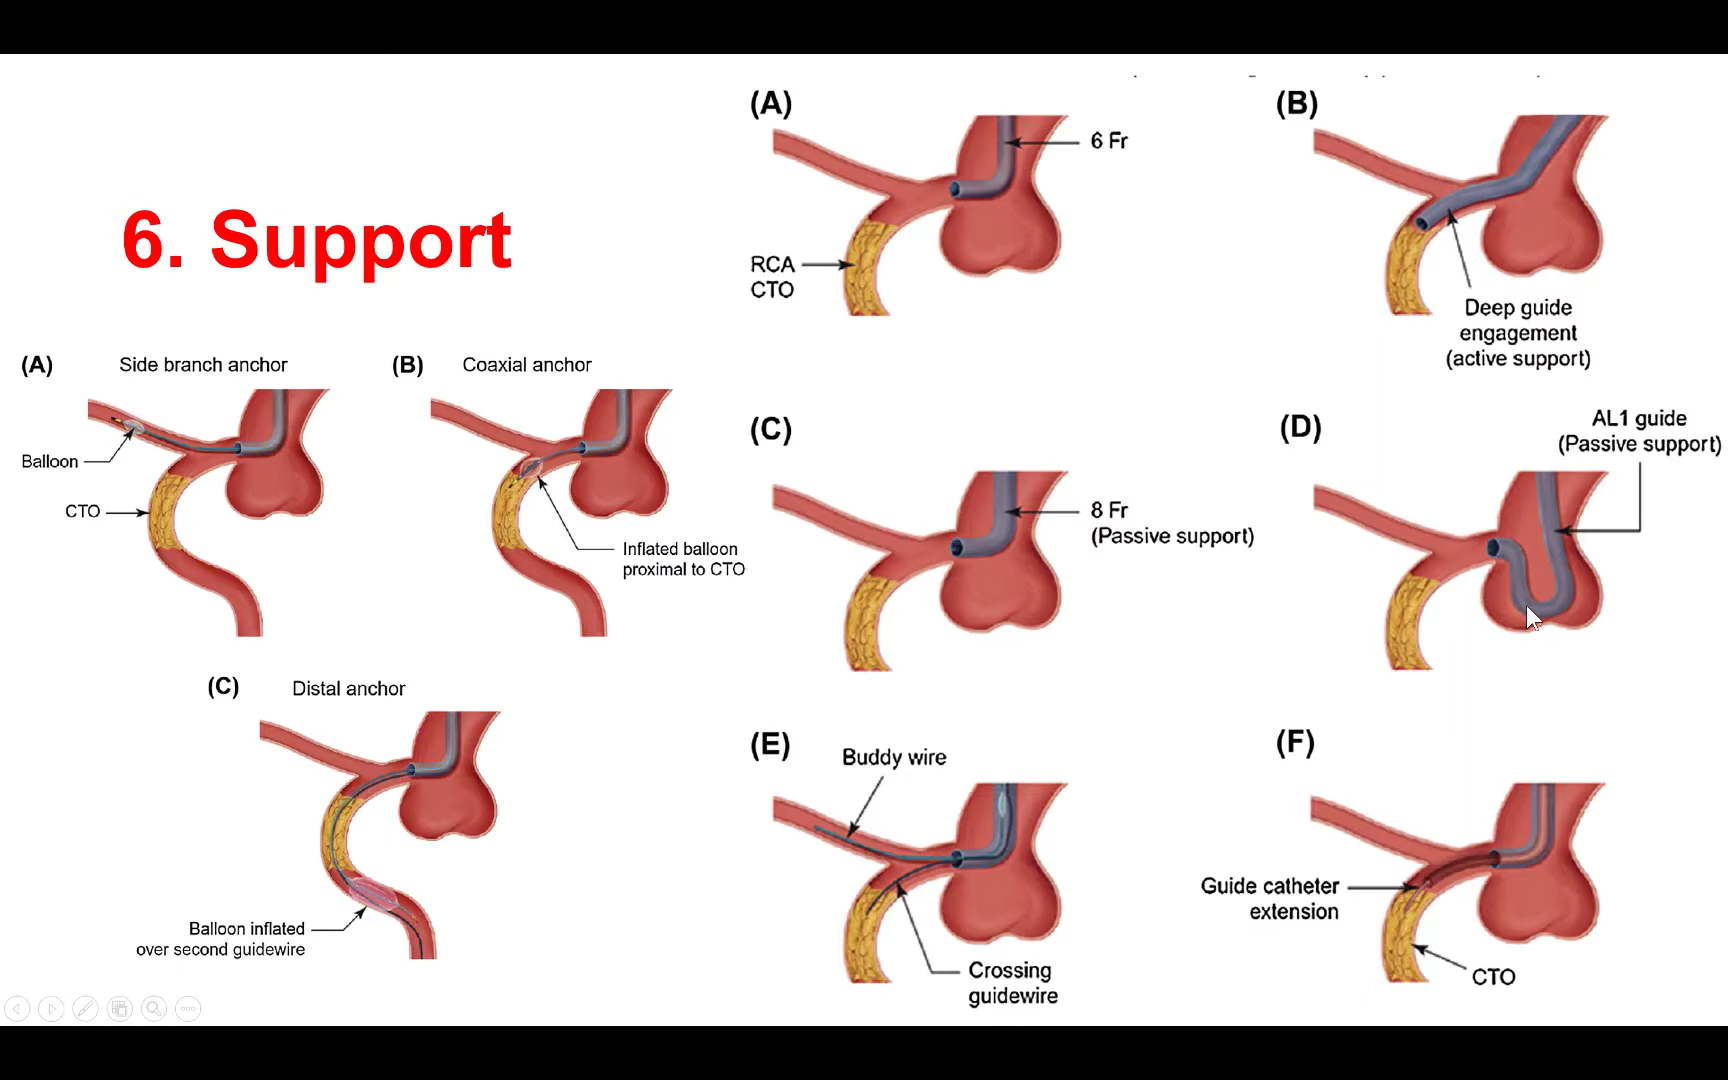 6. Support
(A) Side branch anchor
Balloon
CTO
(B) Coaxial anchor
Inflated balloon
proximal to CTO
(C) Distal anchor
Balloon inflated
over second guidewire
(A)
6 Fr
RCA
CTO
(B)
Deep guide
engagement
(active support)
(C)
8 Fr
(Passive support)
(D)
AL1 guide
(Passive support)
(E)
Buddy wire
Crossing
guidewire
(F)
Guide catheter
extension
CTO